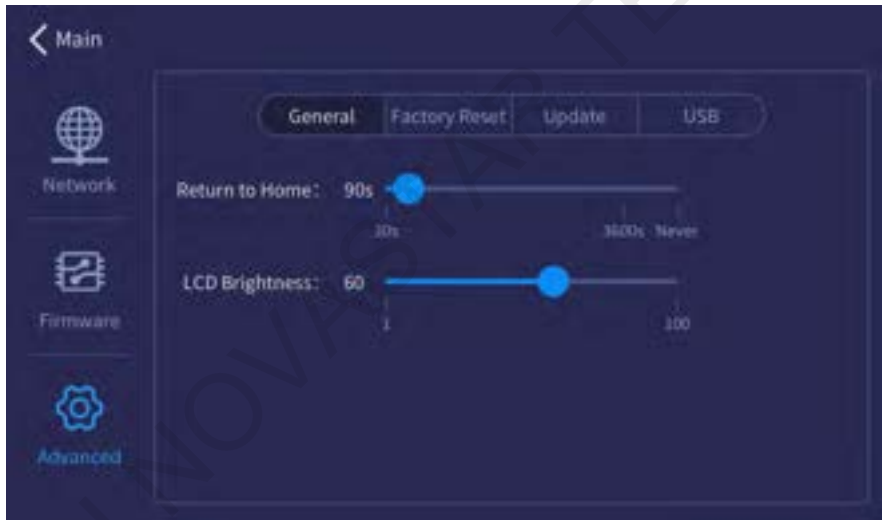 Main
General Factory Reset Update USB
Network
Return to Home: 90s
30s 3600s Never
Firmware
LCD Brightness: 60
1 100
Advanced
NOVASTAR